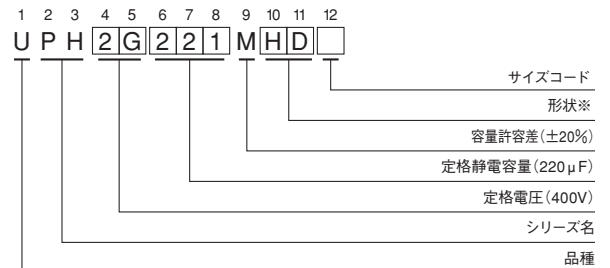 1 2 3 4 5 6 7 8 9 10 11 12
U P H 2 G 2 2 1 M H D
サイズコード
形状※
容量許容差(±20%)
定格静電容量(220μF)
定格電圧(400V)
シリーズ名
品種